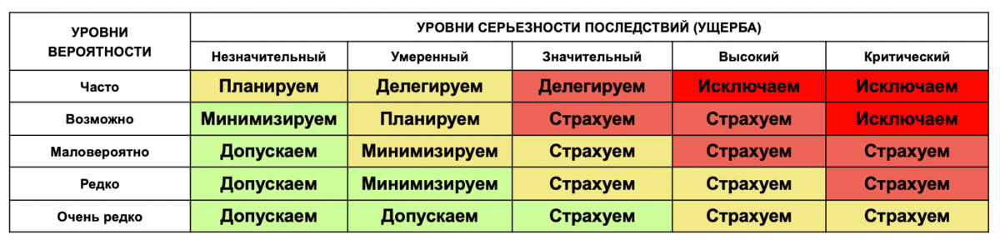 УРОВНИ ВЕРОЯТНОСТИ
УРОВНИ СЕРЬЕЗНОСТИ ПОСЛЕДСТВИЙ (УЩЕРБА)
Незначительный Умеренный Значительный Высокий Критический
Часто Планируем Делегируем Делегируем Исключаем Исключаем
Возможно Минимизируем Планируем Страхуем Страхуем Исключаем
Маловероятно Допускаем Минимизируем Страхуем Страхуем Страхуем
Редко Допускаем Минимизируем Страхуем Страхуем Страхуем
Очень редко Допускаем Допускаем Страхуем Страхуем Страхуем